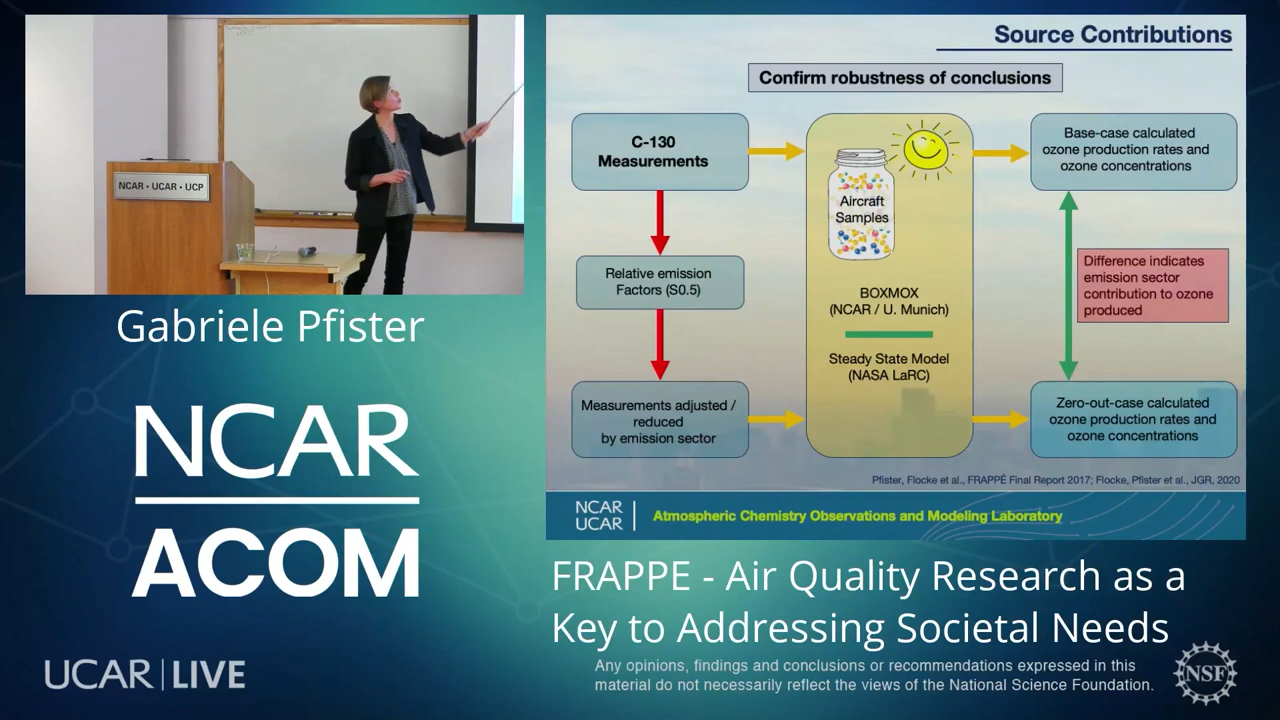 NCAR • UCAR • UCP
Gabriele Pfister
NCAR
ACOM
UCAR | LIVE
Source Contributions
Confirm robustness of conclusions
C-130
Measurements
Relative emission
Factors (S0.5)
Measurements adjusted /
reduced
by emission sector
Aircraft
Samples
BOXMOX
(NCAR / U. Munich)
Steady State Model
(NASA LaRC)
Base-case calculated
ozone production rates and
ozone concentrations
Difference indicates
emission sector
contribution to ozone
produced
Zero-out-case calculated
ozone production rates and
ozone concentrations
Pfister, Flocke et al., FRAPPÉ Final Report 2017; Flocke, Pfister et al., JGR, 2020
NCAR
UCAR
Atmospheric Chemistry Observations and Modeling Laboratory
FRAPPE - Air Quality Research as a
Key to Addressing Societal Needs
Any opinions, findings and conclusions or recommendations expressed in this
material do not necessarily reflect the views of the National Science Foundation.
NSF